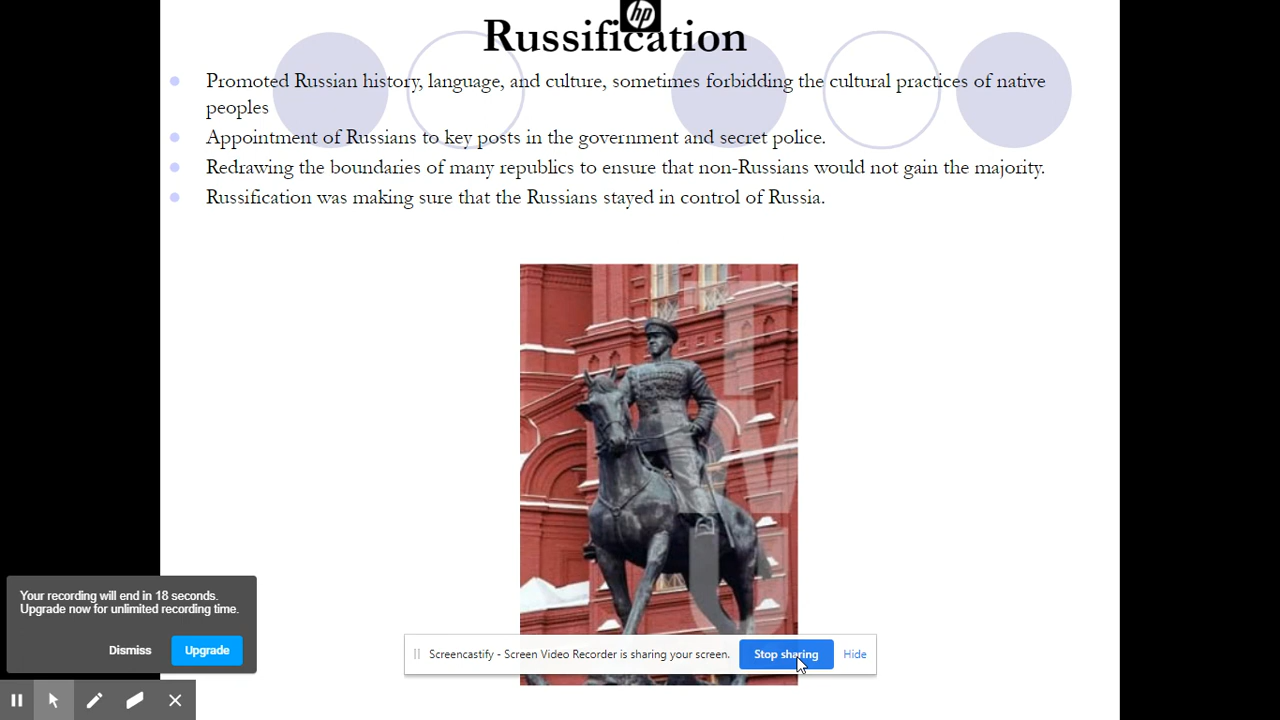 hp
Russification
Promoted Russian history, language, and culture, sometimes forbidding the cultural practices of native
peoples
Appointment of Russians to key posts in the government and secret police.
Redrawing the boundaries of many republics to ensure that non-Russians would not gain the majority.
Russification was making sure that the Russians stayed in control of Russia.
Your recording will end in 18 seconds.
Upgrade now for unlimited recording time.
Dismiss Upgrade
Screencastify - Screen Video Recorder is sharing your screen. Stop sharing Hide